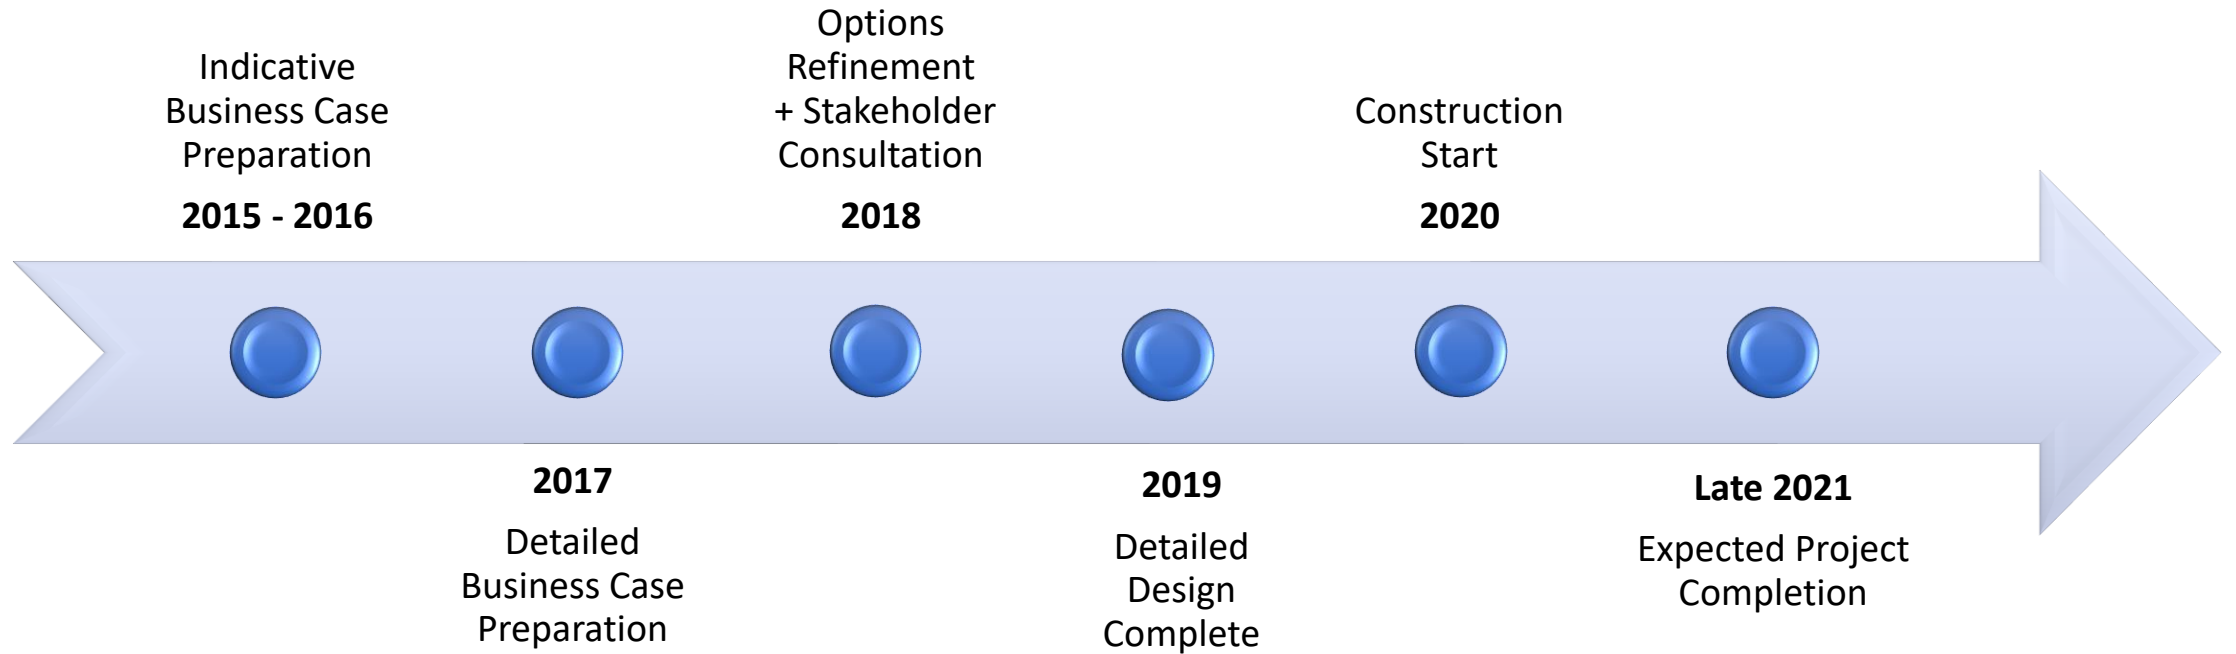 Indicative
Business Case
Preparation
2015 - 2016
2017
Detailed
Business Case
Preparation
Options
Refinement
+ Stakeholder
Consultation
2018
2019
Detailed
Design
Complete
Construction
Start
2020
Late 2021
Expected Project
Completion